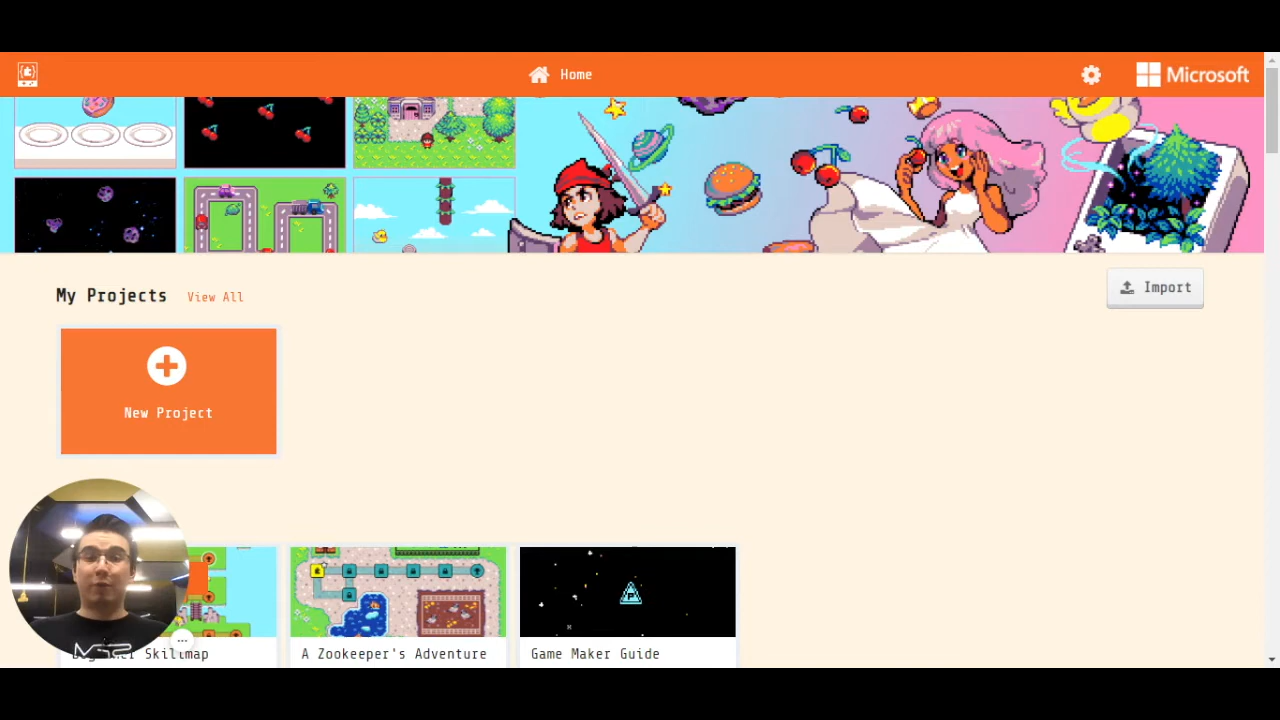 Home
Microsoft
My Projects View All
Import
New Project
Skillmap
A Zookeeper's Adventure
Game Maker Guide